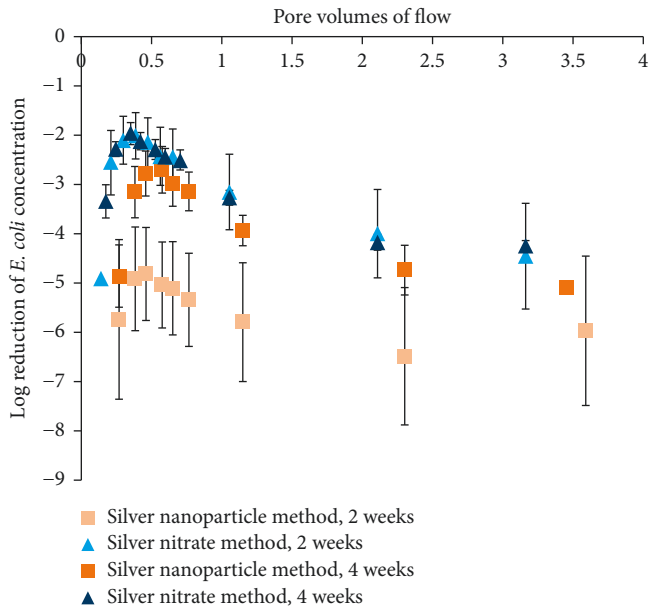 Pore volumes of flow
0 0.5 1 1.5 2 2.5 3 3.5 4
0
−1
−2
−3
−4
−5
−6
−7
−8
−9
Log reduction of E. coli concentration
Silver nanoparticle method, 2 weeks
Silver nitrate method, 2 weeks
Silver nanoparticle method, 4 weeks
Silver nitrate method, 4 weeks